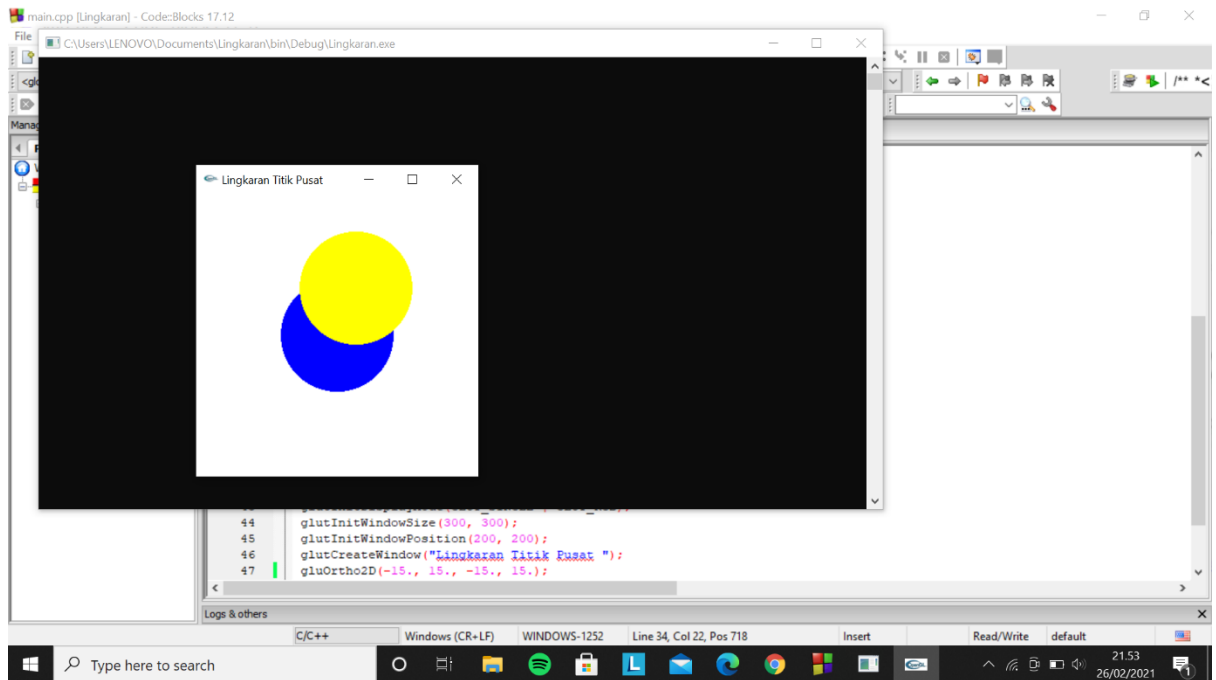 main.cpp [Lingkaran] - Code::Blocks 17.12
File
C:\Users\LENOVO\Documents\Lingkaran\bin\Debug\Lingkaran.exe
/** *<
Lingkaran Titik Pusat
44 glutInitWindowSize(300, 300);
45 glutInitWindowPosition(200, 200);
46 glutCreateWindow("Lingkaran Titik Pusat ");
47 gluOrtho2D(-15., 15., -15., 15.);
Logs & others
C/C++ Windows (CR+LF) WINDOWS-1252 Line 34, Col 22, Pos 718 Insert Read/Write default
Type here to search
21.53
26/02/2021